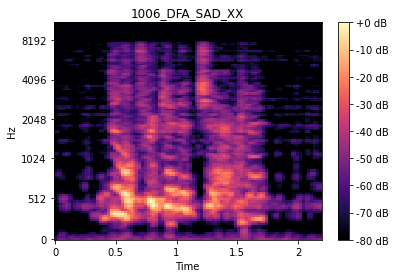 1006_DFA_SAD_XX
8192
4096
2048
1024
512
0
Hz
0
0.5
1
1.5
2
Time
+0 dB
-10 dB
-20 dB
-30 dB
-40 dB
-50 dB
-60 dB
-70 dB
-80 dB